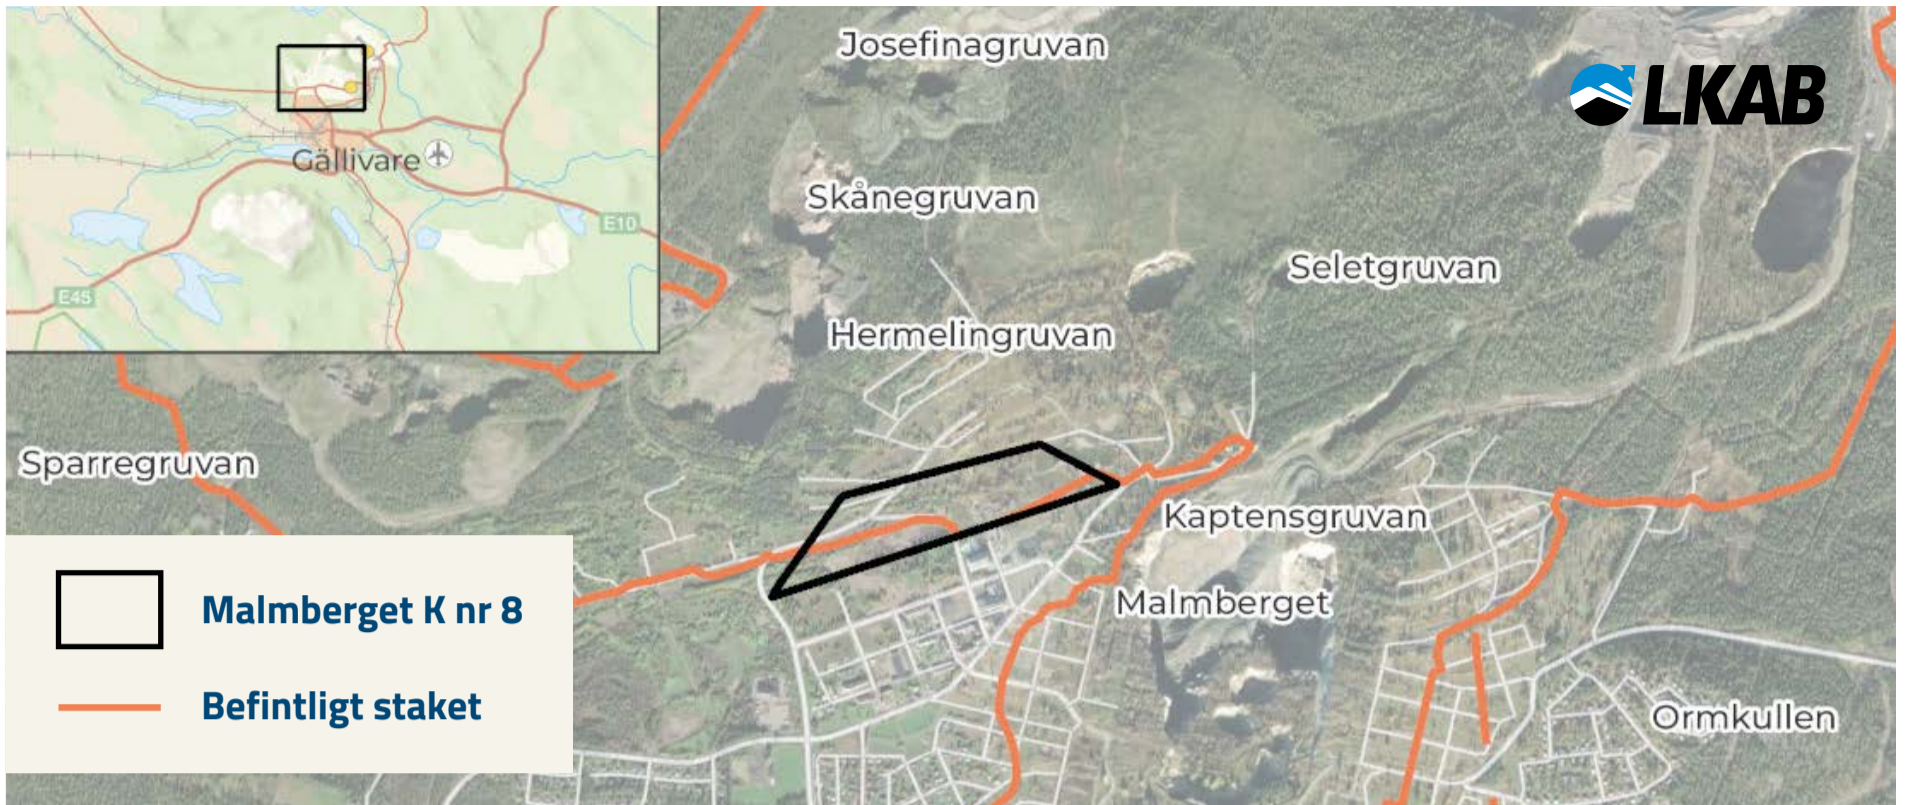 Josefinagruvan
LKAB
Gällivare
Skånegruvan
E10
Seletgruvan
E45
Hermelingruvan
Sparregruvan
Kaptensgruvan
Malmberget
Malmberget K nr 8
Befintligt staket
Ormkullen